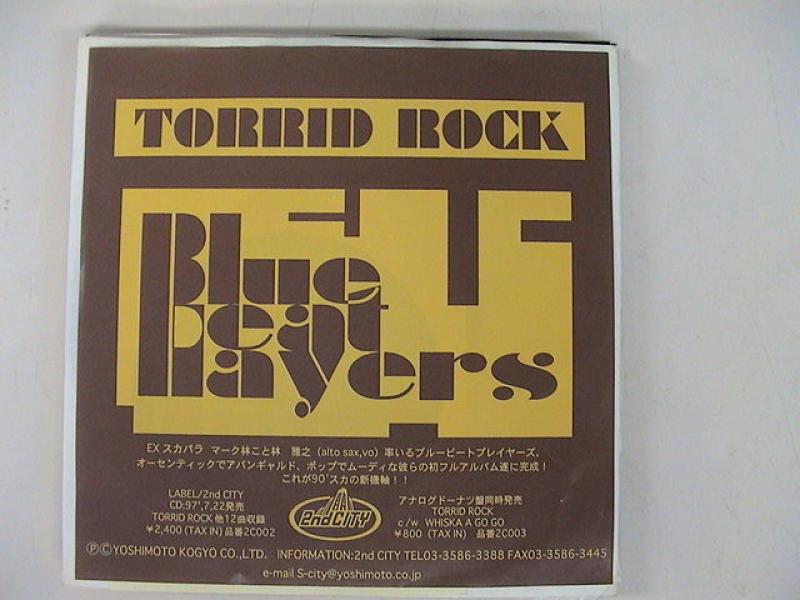 TORRID ROCK
Blue
beat
players
EX スカパラ マーク林こと林 雅之 (alto sax,vo) 率いるブルービートプレイヤーズ、
オーセンティックでアバンギャルド、ポップでムーディな彼らの初フルアルバム遂に完成！
これが90'スカの新機軸！！
LABEL/2nd CITY
CD:97',7,22発売
TORRID ROCK 他12曲収録
￥2,400 (TAX IN) 品番2C002
2ndCITY
アナログドーナツ盤同時発売
TORRID ROCK
c/w WHISKA A GO GO
￥800 (TAX IN) 品番2C003
ⓅⒸYOSHIMOTO KOGYO CO.,LTD. INFORMATION:2nd CITY TEL03-3586-3388 FAX03-3586-3445
e-mail S-city@yoshimoto.co.jp